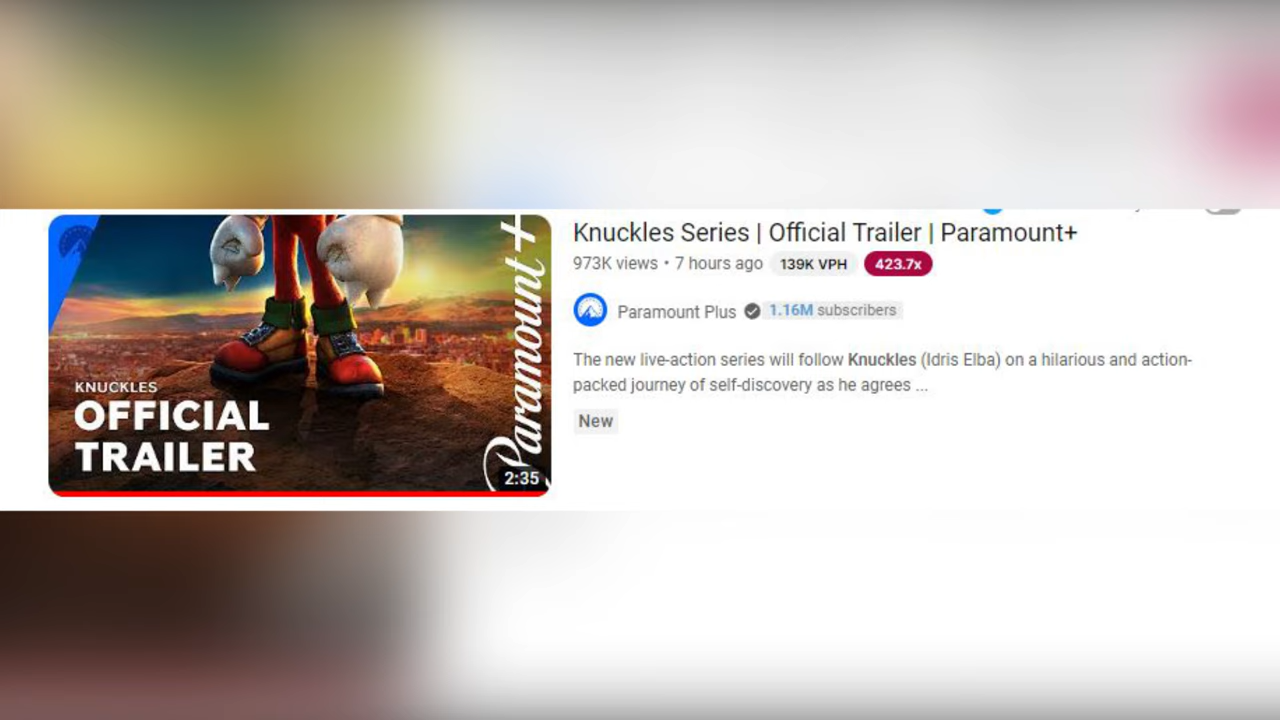 Knuckles Series | Official Trailer | Paramount+
973K views • 7 hours ago 139K VPH 423.7x
Paramount Plus 1.16M subscribers
The new live-action series will follow Knuckles (Idris Elba) on a hilarious and action-
packed journey of self-discovery as he agrees ...
New
Paramount+
KNUCKLES
OFFICIAL
TRAILER
2:35